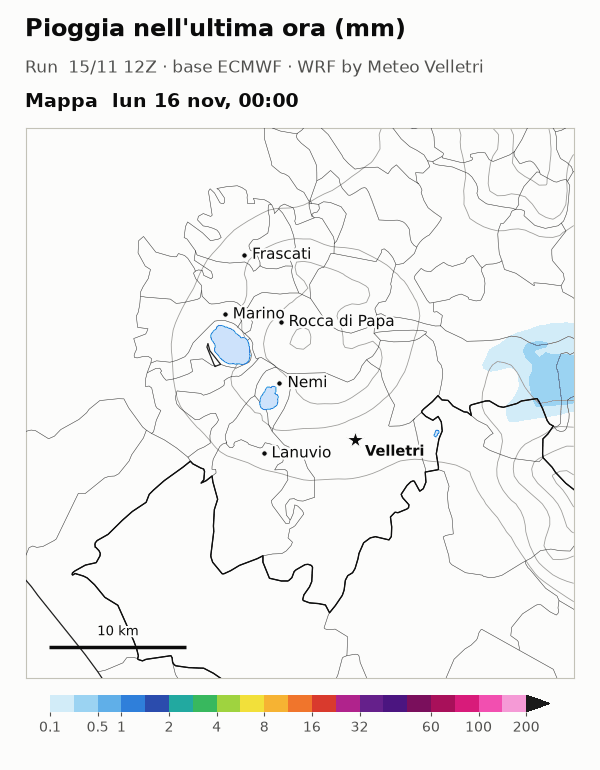 Pioggia nell'ultima ora (mm)
Run  15/11 12Z · base ECMWF · WRF by Meteo Velletri
Mappa  lun 16 nov, 00:00
Frascati
Marino
Rocca di Papa
Nemi
Velletri
Lanuvio
10 km
0.1 0.5 1 2 4 8 16 32 60 100 200